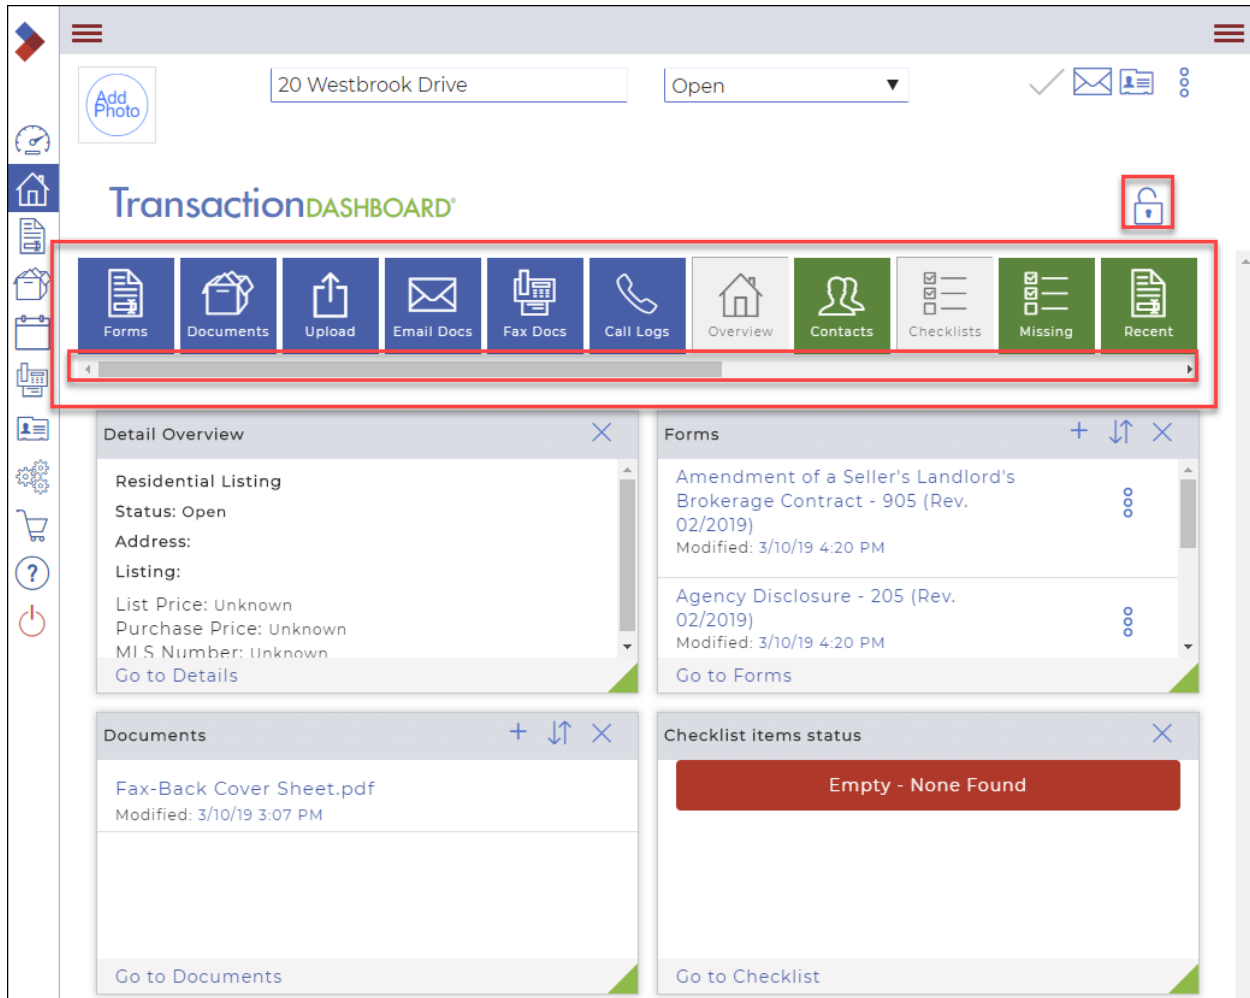 Add
Photo
20 Westbrook Drive
Open
TransactionDASHBOARD®
Forms
Documents
Upload
Email Docs
Fax Docs
Call Logs
Overview
Contacts
Checklists
Missing
Recent
Detail Overview
Residential Listing
Status: Open
Address:
Listing:
List Price: Unknown
Purchase Price: Unknown
MLS Number: Unknown
Go to Details
Forms
Amendment of a Seller's Landlord's
Brokerage Contract - 905 (Rev.
02/2019)
Modified: 3/10/19 4:20 PM
Agency Disclosure - 205 (Rev.
02/2019)
Modified: 3/10/19 4:20 PM
Go to Forms
Documents
Fax-Back Cover Sheet.pdf
Modified: 3/10/19 3:07 PM
Go to Documents
Checklist items status
Empty - None Found
Go to Checklist